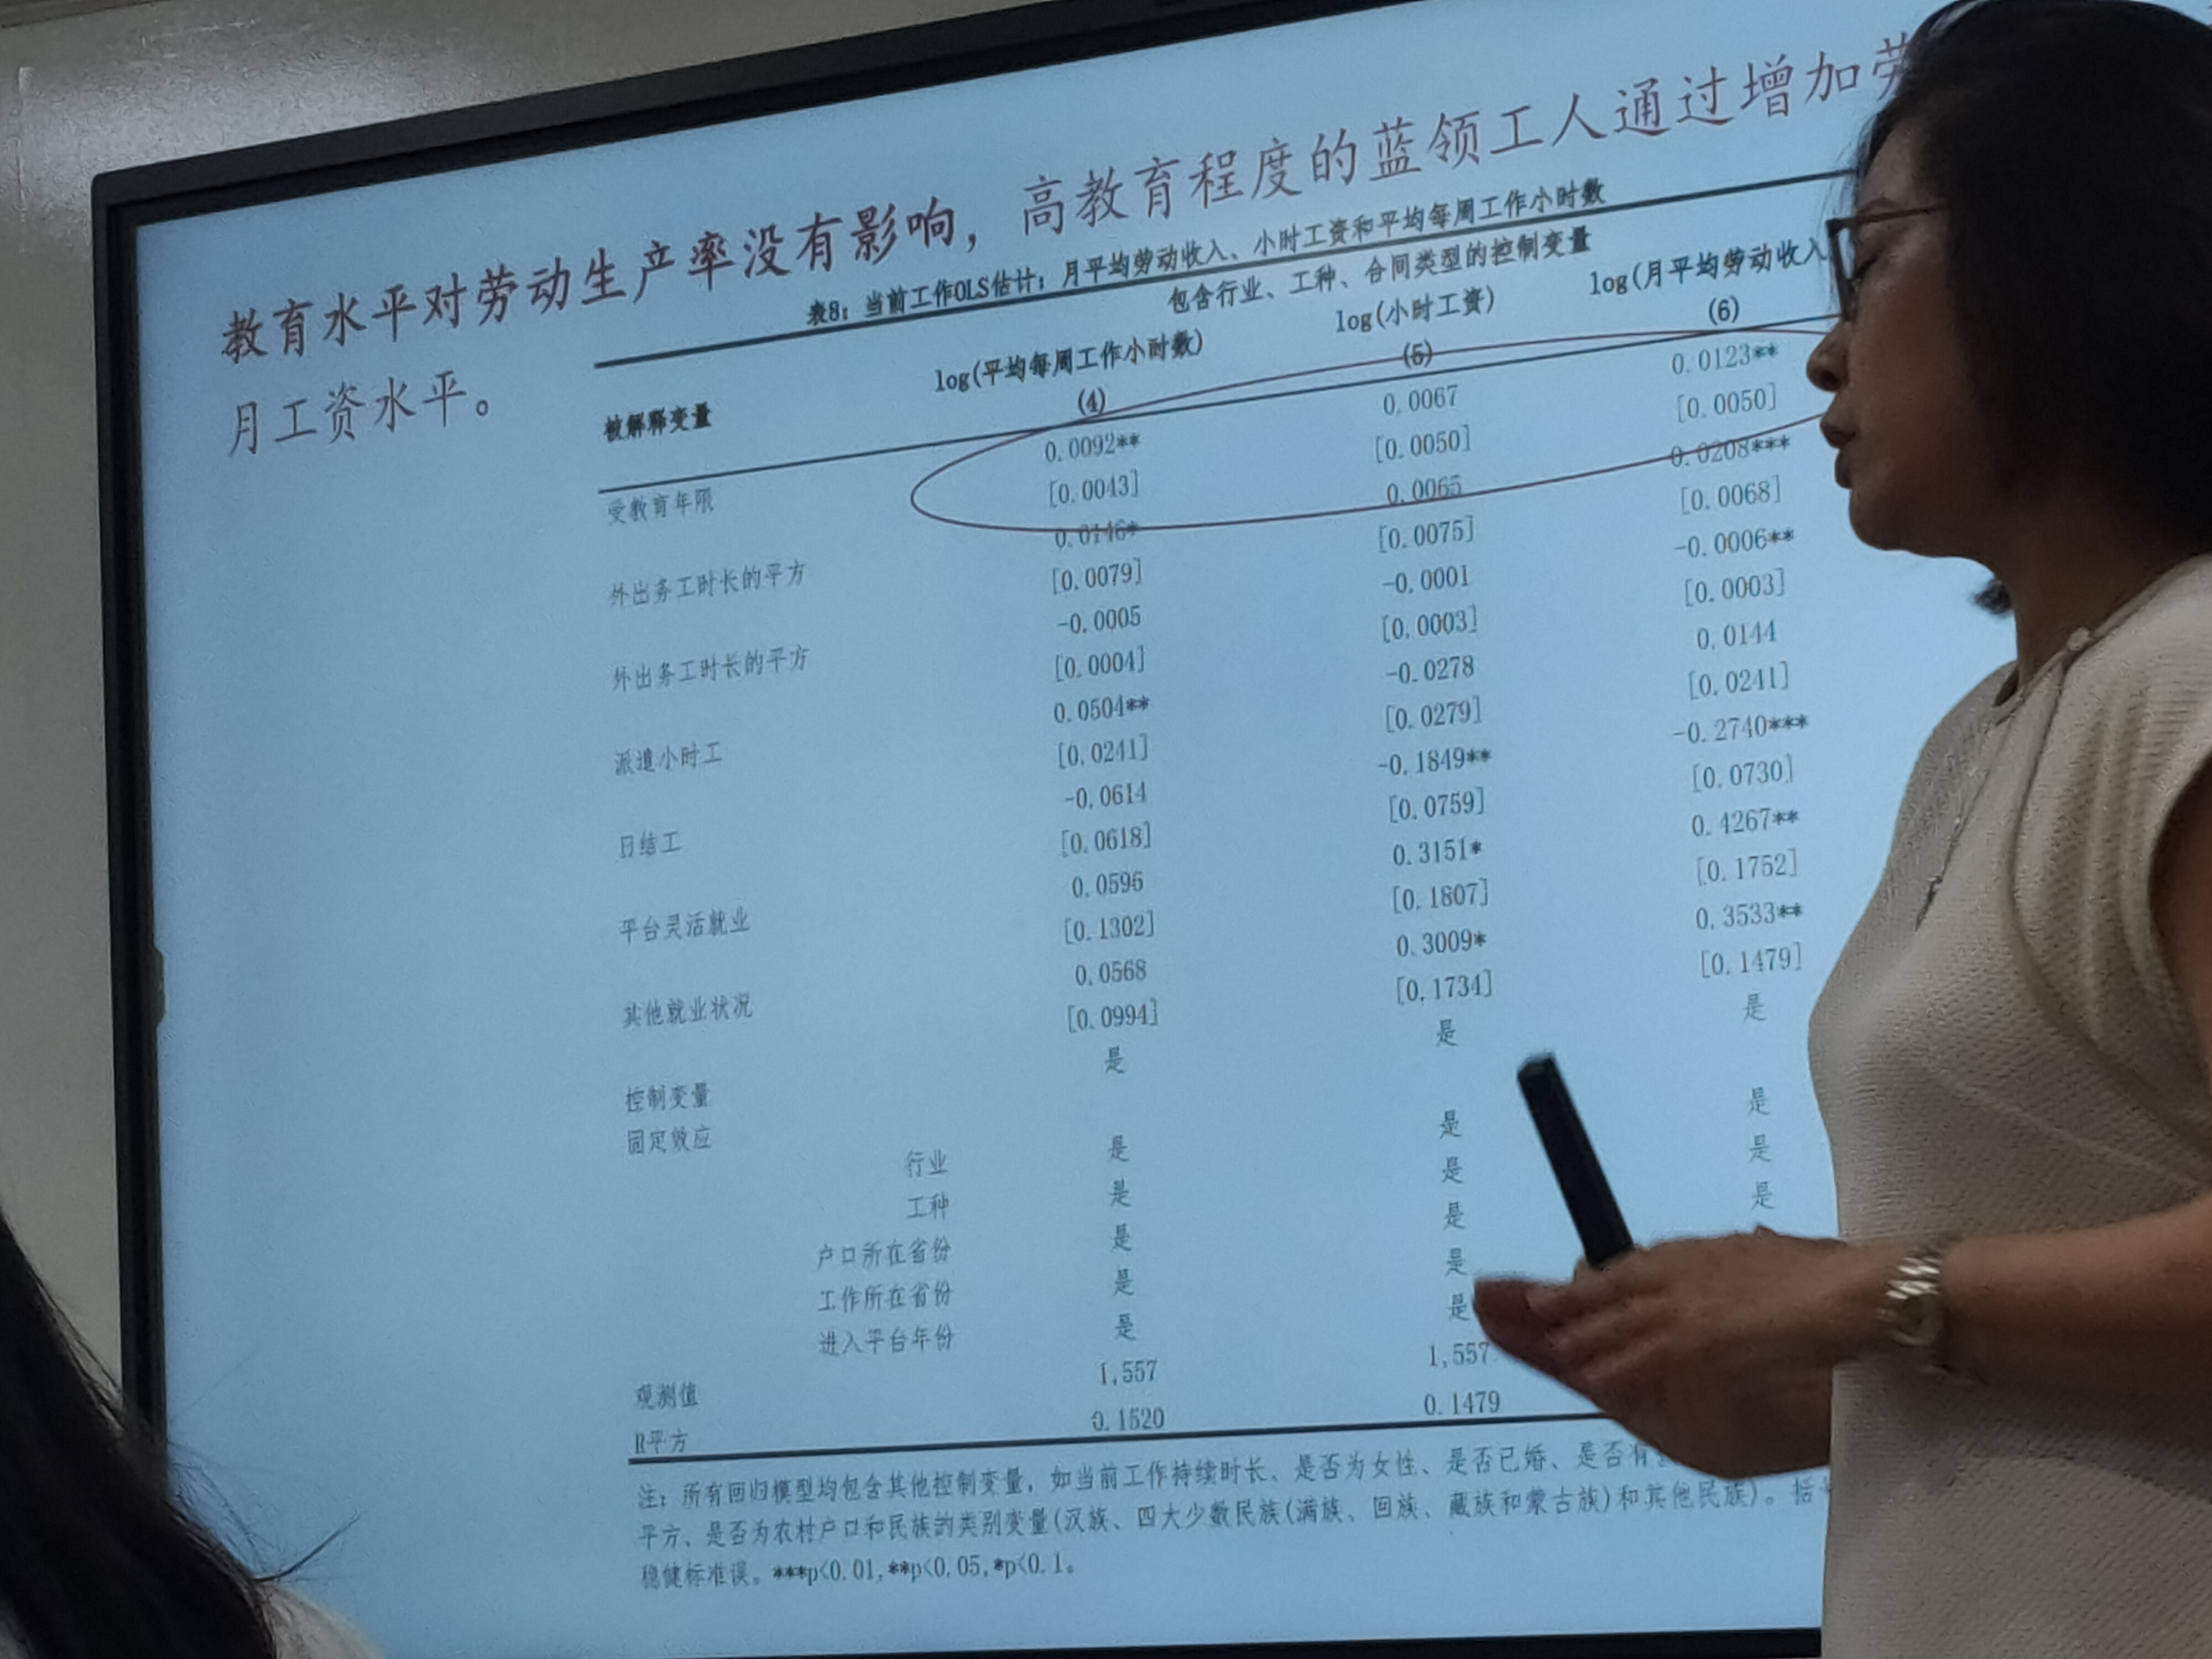 教育水平对劳动生产率没有影响，高教育程度的蓝领工人通过增加劳
月工资水平。
表8：当前工作OLS估计：月平均劳动收入、小时工资和平均每周工作小时数
包含行业、工种、合同类型的控制变量
被解释变量 log(平均每周工作小时数) log(小时工资) log(月平均劳动收入
(4) (5) (6)
受教育年限 0.0092** 0.0067 0.0123**
[0.0043] [0.0050] [0.0050]
外出务工时长的平方 0.0146* 0.0065 0.0208***
[0.0079] [0.0075] [0.0068]
外出务工时长的平方 -0.0005 -0.0001 -0.0006**
[0.0004] [0.0003] [0.0003]
派遣小时工 0.0504** -0.0278 0.0144
[0.0241] [0.0279] [0.0241]
日结工 -0.0614 -0.1849** -0.2740***
[0.0618] [0.0759] [0.0730]
平台灵活就业 0.0596 0.3151* 0.4267**
[0.1302] [0.1807] [0.1752]
其他就业状况 0.0568 0.3009* 0.3533**
[0.0994] [0.1734] [0.1479]
控制变量 是 是 是
固定效应
行业 是 是 是
工种 是 是 是
户口所在省份 是 是 是
工作所在省份 是 是
进入平台年份 是 是
观测值 1,557 1,557
R平方 0.1520 0.1479
注：所有回归模型均包含其他控制变量，如当前工作持续时长、是否为女性、是否已婚、是否有
平方、是否为农村户口和民族的类别变量(汉族、四大少数民族(满族、回族、藏族和蒙古族)和其他民族)。括
稳健标准误。***p<0.01,**p<0.05,*p<0.1。